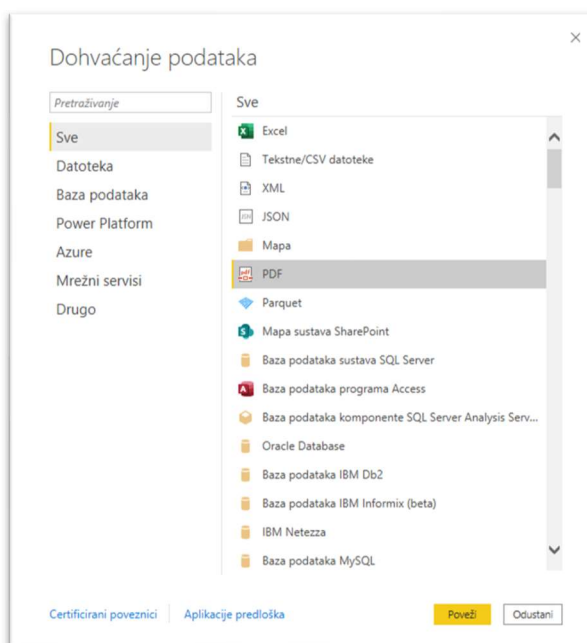 Dohvaćanje podataka
Pretraživanje
Sve
Datoteka
Baza podataka
Power Platform
Azure
Mrežni servisi
Drugo
Sve
Excel
Tekstne/CSV datoteke
XML
JSON
Mapa
PDF
Parquet
Mapa sustava SharePoint
Baza podataka sustava SQL Server
Baza podataka programa Access
Baza podataka komponente SQL Server Analysis Serv...
Oracle Database
Baza podataka IBM Db2
Baza podataka IBM Informix (beta)
IBM Netezza
Baza podataka MySQL
Certificirani poveznici Aplikacije predloška Poveži Odustani